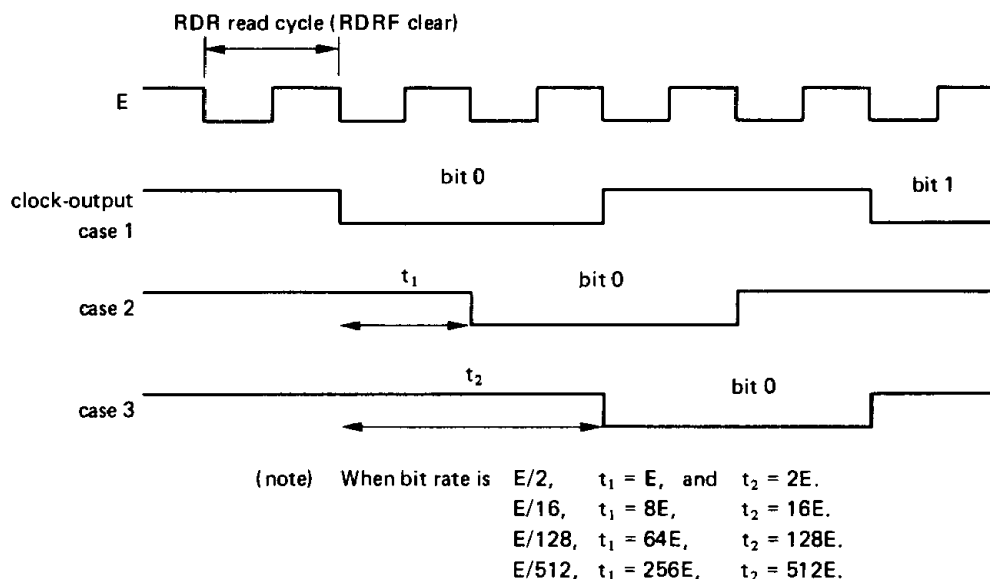 RDR read cycle (RDRF clear)
E
bit 0
bit 1
clock-output
case 1
t₁
bit 0
case 2
t₂
bit 0
case 3
(note) When bit rate is E/2, t₁ = E, and t₂ = 2E.
E/16, t₁ = 8E, t₂ = 16E.
E/128, t₁ = 64E, t₂ = 128E.
E/512, t₁ = 256E, t₂ = 512E.